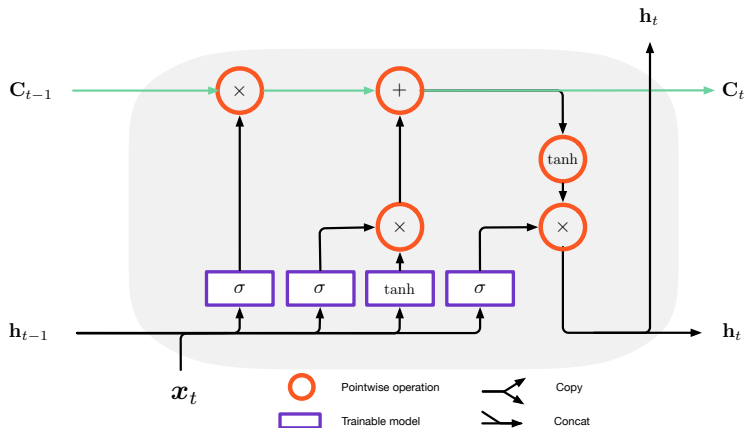 h_t
C_{t-1} × + C_t
tanh
× ×
σ σ tanh σ
h_{t-1} h_t
x_t
Pointwise operation Copy
Trainable model Concat